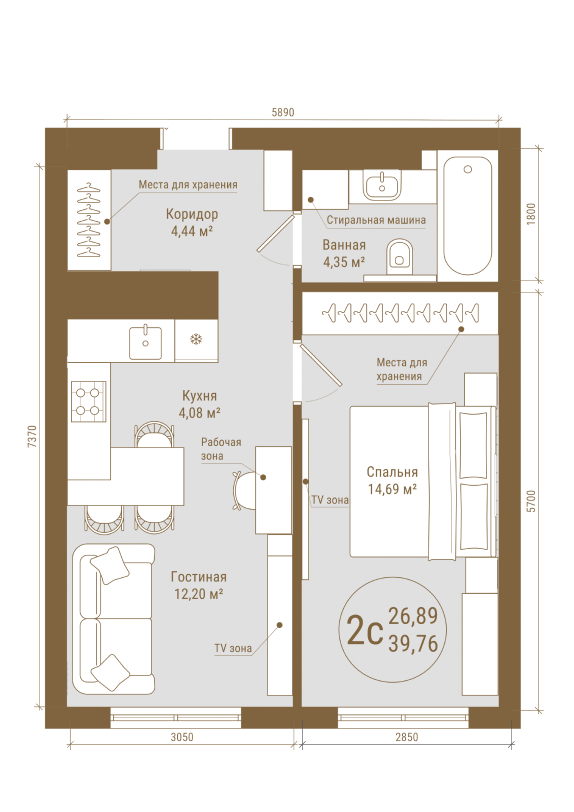 5890
Места для хранения
Коридор
4,44 м²
Стиральная машина
Ванная
4,35 м²
1800
Места для
хранения
Кухня
4,08 м²
Рабочая
зона
7370
Спальня
14,69 м²
TV зона
5700
Гостиная
12,20 м²
2с
26,89
39,76
TV зона
3050
2850